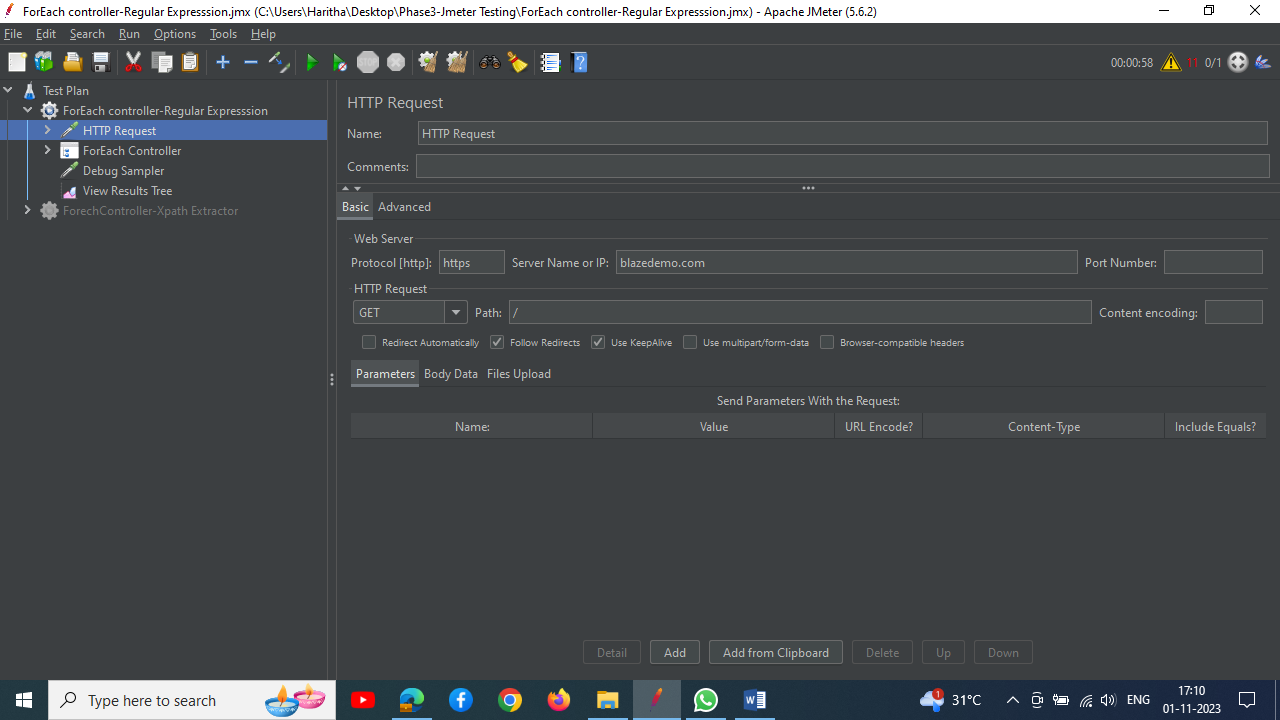 ForEach controller-Regular Expresssion.jmx (C:\Users\Haritha\Desktop\Phase3-Jmeter Testing\ForEach controller-Regular Expresssion.jmx) - Apache JMeter (5.6.2)
File Edit Search Run Options Tools Help
STOP 00:00:58 11 0/1
Test Plan
ForEach controller-Regular Expresssion
HTTP Request
ForEach Controller
Debug Sampler
View Results Tree
ForechController-Xpath Extractor
HTTP Request
Name: HTTP Request
Comments:
Basic Advanced
Web Server
Protocol [http]: https Server Name or IP: blazedemo.com Port Number:
HTTP Request
GET Path: / Content encoding:
Redirect Automatically Follow Redirects Use KeepAlive Use multipart/form-data Browser-compatible headers
Parameters Body Data Files Upload
Send Parameters With the Request:
Name: Value URL Encode? Content-Type Include Equals?
Detail Add Add from Clipboard Delete Up Down
Type here to search
1 31°C ENG
17:10
01-11-2023